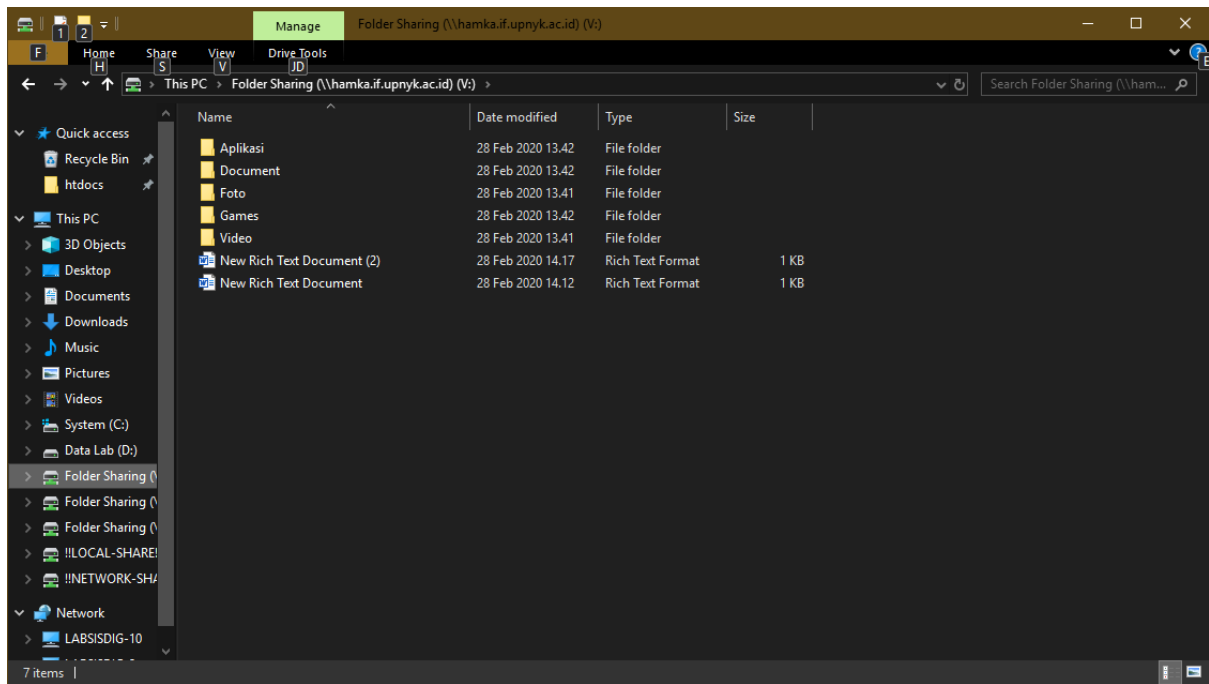 1 2 Manage Folder Sharing (\\hamka.if.upnyk.ac.id) (V:)
F Home Share View Drive Tools
H S V JD E
This PC > Folder Sharing (\\hamka.if.upnyk.ac.id) (V:) > Search Folder Sharing (\\ham...
Name Date modified Type Size
Aplikasi 28 Feb 2020 13.42 File folder
Document 28 Feb 2020 13.42 File folder
Foto 28 Feb 2020 13.41 File folder
Games 28 Feb 2020 13.42 File folder
Video 28 Feb 2020 13.41 File folder
New Rich Text Document (2) 28 Feb 2020 14.17 Rich Text Format 1 KB
New Rich Text Document 28 Feb 2020 14.12 Rich Text Format 1 KB
Quick access
Recycle Bin
htdocs
This PC
3D Objects
Desktop
Documents
Downloads
Music
Pictures
Videos
System (C:)
Data Lab (D:)
Folder Sharing (\
Folder Sharing (\
Folder Sharing (\
!!LOCAL-SHARE!
!!NETWORK-SHA
Network
LABSISDIG-10
7 items